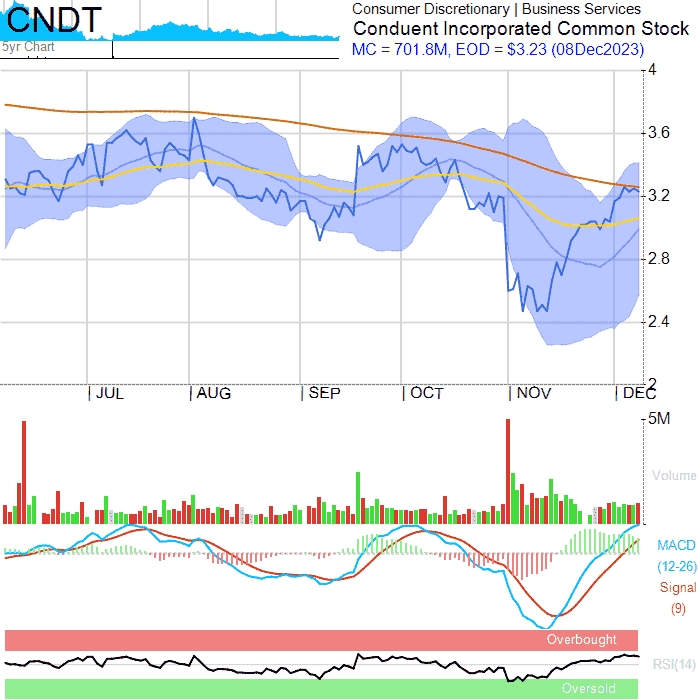 CNDT
5yr Chart
Consumer Discretionary | Business Services
Conduent Incorporated Common Stock
MC = 701.8M, EOD = $3.23 (08Dec2023)
4
3.6
3.2
2.8
2.4
2
JUL AUG SEP OCT NOV DEC
5M
Volume
MACD
(12-26)
Signal
(9)
Overbought
RSI(14)
Oversold